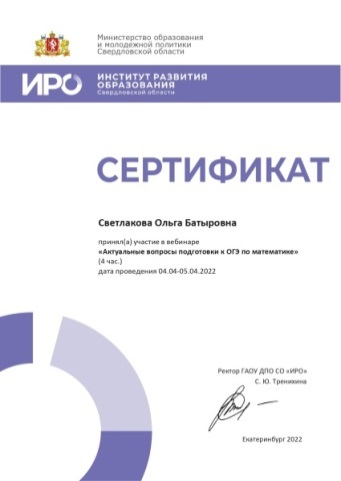 Министерство образования
и молодежной политики
Свердловской области
ИРО
ИНСТИТУТ РАЗВИТИЯ
ОБРАЗОВАНИЯ
Свердловской области
СЕРТИФИКАТ
Светлакова Ольга Батыровна
принял(а) участие в вебинаре
«Актуальные вопросы подготовки к ОГЭ по математике»
(4 час.)
дата проведения 04.04-05.04.2022
Ректор ГАОУ ДПО СО «ИРО»
С. Ю. Тренихина
Екатеринбург 2022